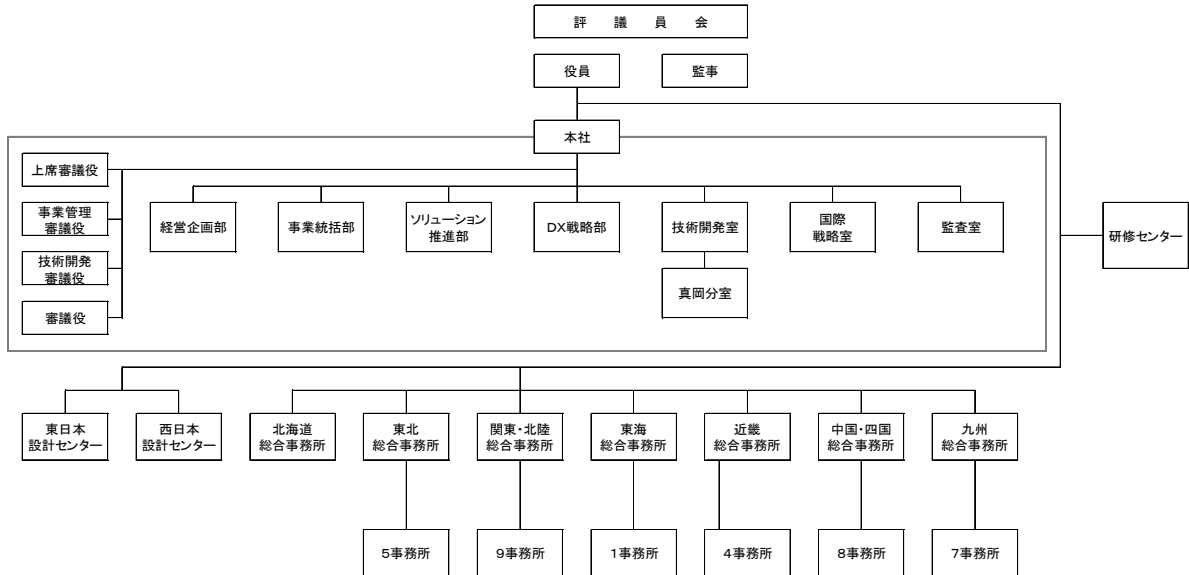 評 議 員 会
役員
監事
本社
上席審議役
事業管理
審議役
技術開発
審議役
審議役
経営企画部
事業統括部
ソリューション
推進部
DX戦略部
技術開発室
国際
戦略室
監査室
真岡分室
研修センター
東日本
設計センター
西日本
設計センター
北海道
総合事務所
東北
総合事務所
関東・北陸
総合事務所
東海
総合事務所
近畿
総合事務所
中国・四国
総合事務所
九州
総合事務所
5事務所
9事務所
1事務所
4事務所
8事務所
7事務所